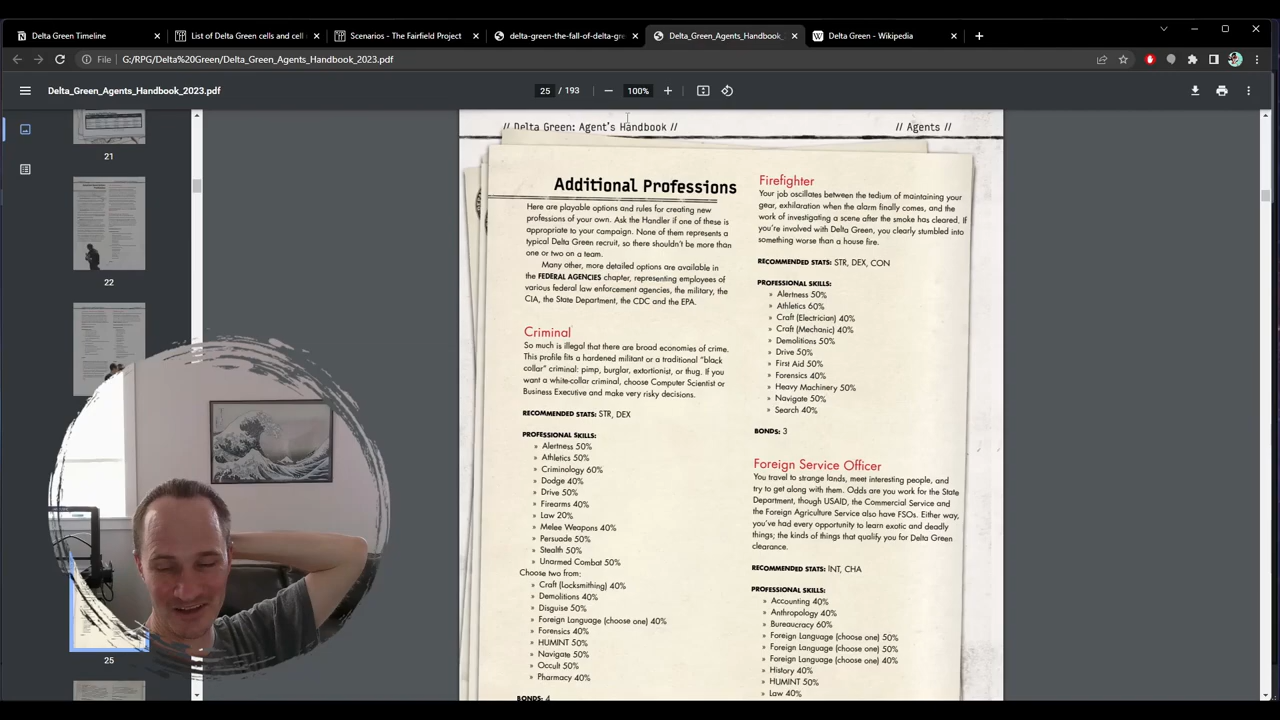 Delta Green Timeline
List of Delta Green cells and cell
Scenarios - The Fairfield Project
delta-green-the-fall-of-delta-gre
Delta_Green_Agents_Handbook_
Delta Green - Wikipedia
File
G:/RPG/Delta%20Green/Delta_Green_Agents_Handbook_2023.pdf
Delta_Green_Agents_Handbook_2023.pdf
25 / 193
100%
21
22
25
// Delta Green: Agent's Handbook //
// Agents //
Additional Professions
Here are playable options and rules for creating new
professions of your own. Ask the Handler if one of these is
appropriate to your campaign. None of them represents a
typical Delta Green recruit, so there shouldn't be more than
one or two on a team.
Many other, more detailed options are available in
the FEDERAL AGENCIES chapter, representing employees of
various federal law enforcement agencies, the military, the
CIA, the State Department, the CDC and the EPA.
Criminal
So much is illegal that there are broad economies of crime.
This profile fits a hardened militant or a traditional "black
collar" criminal: pimp, burglar, extortionist, or thug. If you
want a white-collar criminal, choose Computer Scientist or
Business Executive and make very risky decisions.
RECOMMENDED STATS: STR, DEX
PROFESSIONAL SKILLS:
» Alertness 50%
» Athletics 50%
» Criminology 60%
» Dodge 40%
» Drive 50%
» Firearms 40%
» Law 20%
» Melee Weapons 40%
» Persuade 50%
» Stealth 50%
» Unarmed Combat 50%
Choose two from:
» Craft (Locksmithing) 40%
» Demolitions 40%
» Disguise 50%
» Foreign Language (choose one) 40%
» Forensics 40%
» HUMINT 50%
» Navigate 50%
» Occult 50%
» Pharmacy 40%
BONDS: 4
Firefighter
Your job oscillates between the tedium of maintaining your
gear, exhilaration when the alarm finally comes, and the
work of investigating a scene after the smoke has cleared. If
you're involved with Delta Green, you clearly stumbled into
something worse than a house fire.
RECOMMENDED STATS: STR, DEX, CON
PROFESSIONAL SKILLS:
» Alertness 50%
» Athletics 60%
» Craft (Electrician) 40%
» Craft (Mechanic) 40%
» Demolitions 50%
» Drive 50%
» First Aid 50%
» Forensics 40%
» Heavy Machinery 50%
» Navigate 50%
» Search 40%
BONDS: 3
Foreign Service Officer
You travel to strange lands, meet interesting people, and
try to get along with them. Odds are you work for the State
Department, though USAID, the Commercial Service and
the Foreign Agriculture Service also have FSOs. Either way,
you've had every opportunity to learn exotic and deadly
things; the kinds of things that qualify you for Delta Green
clearance.
RECOMMENDED STATS: INT, CHA
PROFESSIONAL SKILLS:
» Accounting 40%
» Anthropology 40%
» Bureaucracy 60%
» Foreign Language (choose one) 50%
» Foreign Language (choose one) 50%
» Foreign Language (choose one) 40%
» History 40%
» HUMINT 50%
» Law 40%